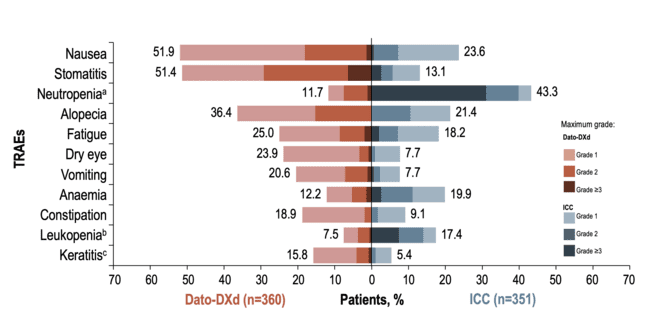 TRAEs
Nausea 51.9 23.6
Stomatitis 51.4 13.1
Neutropeniaᵃ 11.7 43.3
Alopecia 36.4 21.4
Fatigue 25.0 18.2
Dry eye 23.9 7.7
Vomiting 20.6 7.7
Anaemia 12.2 19.9
Constipation 18.9 9.1
Leukopeniaᵇ 7.5 17.4
Keratitisᶜ 15.8 5.4
70 60 50 40 30 20 10 0 10 20 30 40 50 60 70
Dato-DXd (n=360) Patients, % ICC (n=351)
Maximum grade:
Dato-DXd
Grade 1
Grade 2
Grade ≥3
ICC
Grade 1
Grade 2
Grade ≥3